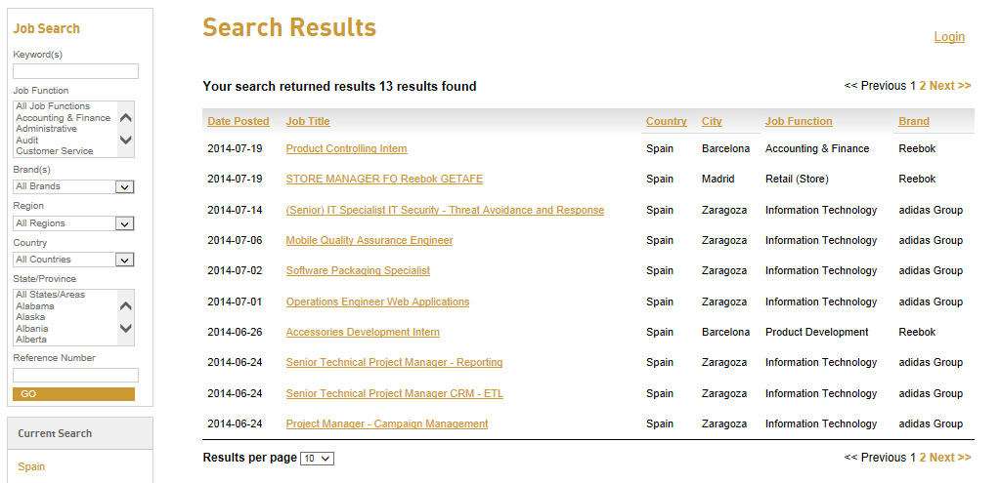 Job Search
Keyword(s)
Job Function
All Job Functions
Accounting & Finance
Administrative
Audit
Customer Service
Brand(s)
All Brands
Region
All Regions
Country
All Countries
State/Province
All States/Areas
Alabama
Alaska
Albania
Alberta
Reference Number
GO
Current Search
Spain
Search Results
Login
Your search returned results 13 results found
<< Previous 1 2 Next >>
Date Posted Job Title Country City Job Function Brand
2014-07-19 Product Controlling Intern Spain Barcelona Accounting & Finance Reebok
2014-07-19 STORE MANAGER FO Reebok GETAFE Spain Madrid Retail (Store) Reebok
2014-07-14 (Senior) IT Specialist IT Security - Threat Avoidance and Response Spain Zaragoza Information Technology adidas Group
2014-07-06 Mobile Quality Assurance Engineer Spain Zaragoza Information Technology adidas Group
2014-07-02 Software Packaging Specialist Spain Zaragoza Information Technology adidas Group
2014-07-01 Operations Engineer Web Applications Spain Zaragoza Information Technology adidas Group
2014-06-26 Accessories Development Intern Spain Barcelona Product Development Reebok
2014-06-24 Senior Technical Project Manager - Reporting Spain Zaragoza Information Technology adidas Group
2014-06-24 Senior Technical Project Manager CRM - ETL Spain Zaragoza Information Technology adidas Group
2014-06-24 Project Manager - Campaign Management Spain Zaragoza Information Technology adidas Group
Results per page 10
<< Previous 1 2 Next >>